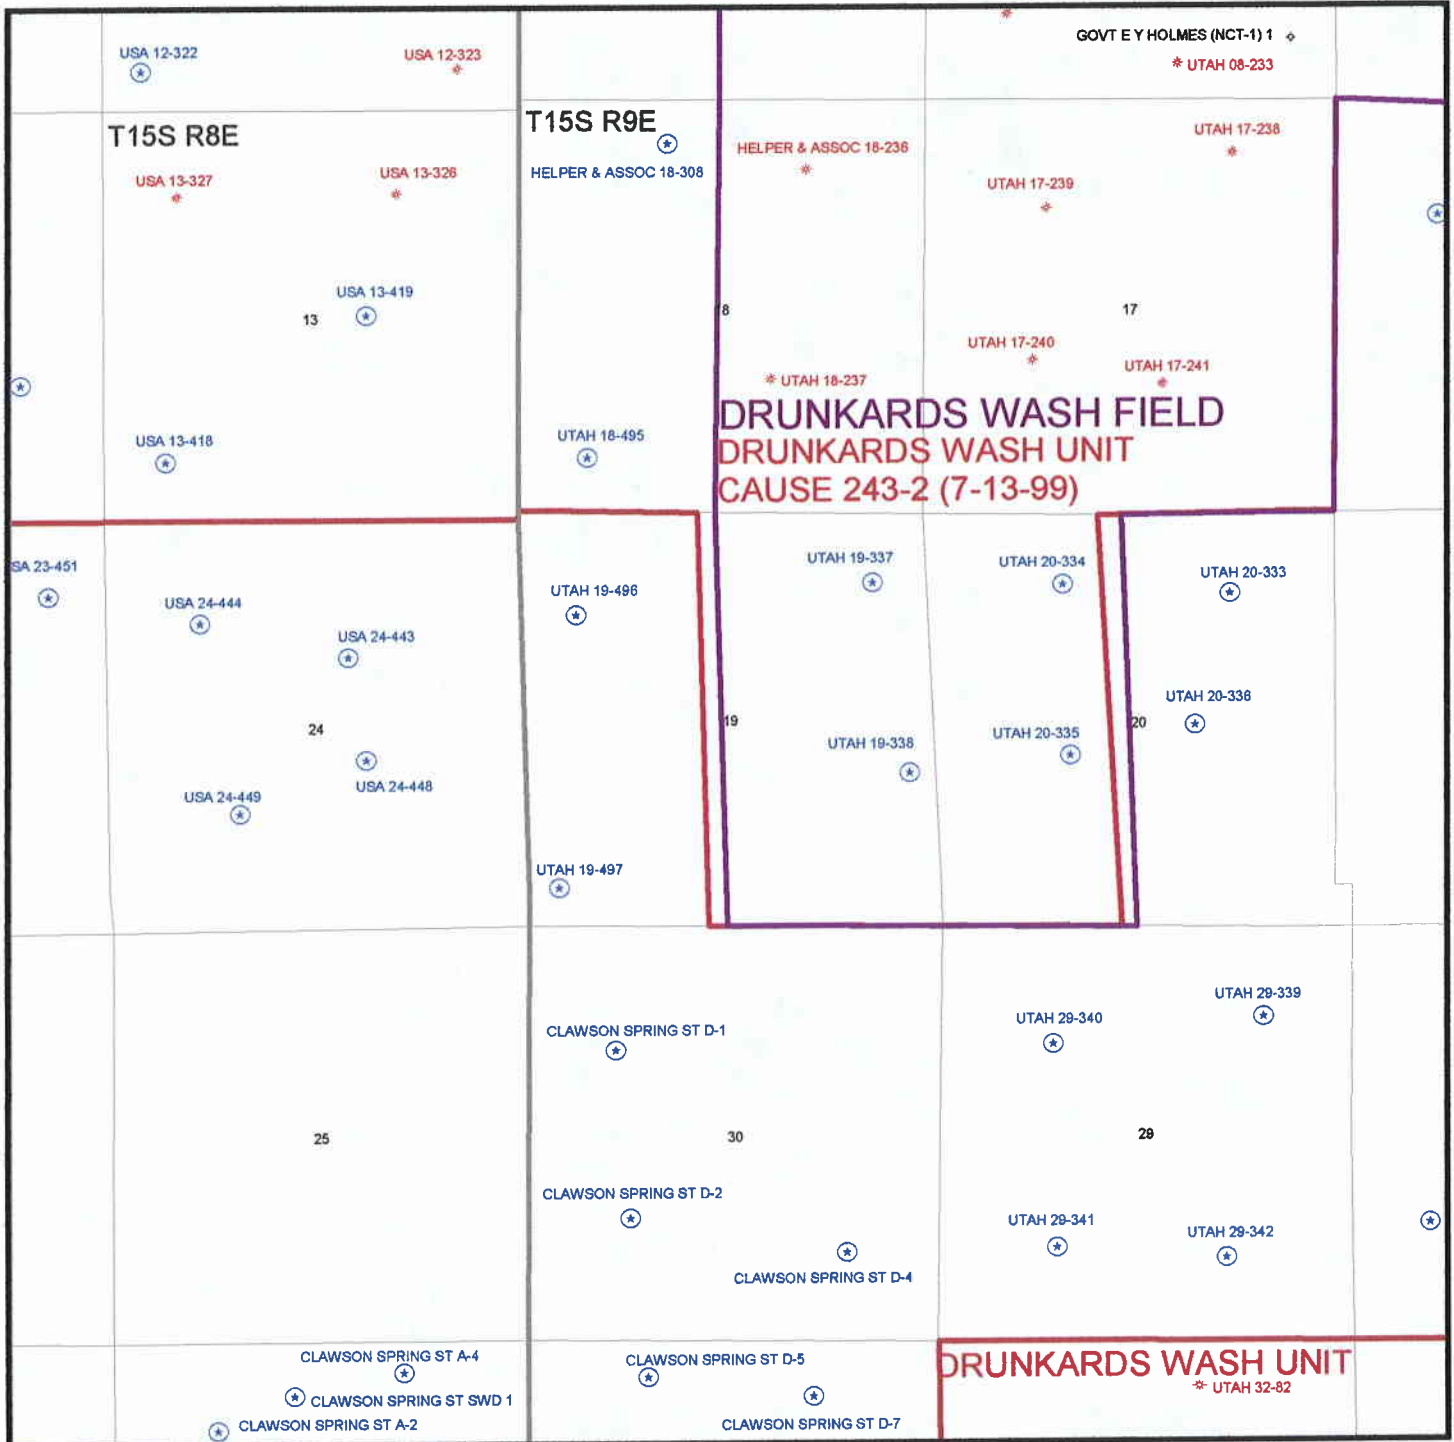 GOVT E Y HOLMES (NCT-1) 1
USA 12-322
USA 12-323
UTAH 08-233
T15S R8E
T15S R9E
UTAH 17-238
HELPER & ASSOC 18-236
HELPER & ASSOC 18-308
USA 13-327
USA 13-326
UTAH 17-239
USA 13-419
13
18
17
UTAH 17-240
UTAH 17-241
UTAH 18-237
DRUNKARDS WASH FIELD
USA 13-418
UTAH 18-495
DRUNKARDS WASH UNIT
CAUSE 243-2 (7-13-99)
SA 23-451
UTAH 19-337
UTAH 20-334
UTAH 20-333
USA 24-444
UTAH 19-496
USA 24-443
UTAH 20-336
24
19
20
UTAH 19-338
UTAH 20-335
USA 24-448
USA 24-449
UTAH 19-497
UTAH 29-339
CLAWSON SPRING ST D-1
UTAH 29-340
25
30
29
CLAWSON SPRING ST D-2
UTAH 29-341
UTAH 29-342
CLAWSON SPRING ST D-4
CLAWSON SPRING ST A-4
CLAWSON SPRING ST D-5
DRUNKARDS WASH UNIT
UTAH 32-82
CLAWSON SPRING ST SWD 1
CLAWSON SPRING ST A-2
CLAWSON SPRING ST D-7